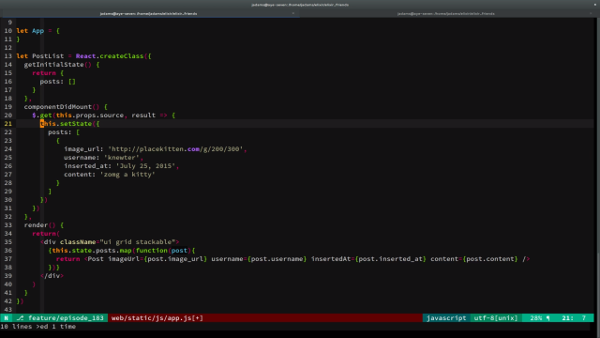 9
10 let App = {
11 }
12
13 let PostList = React.createClass({
14 getInitialState() {
15 return {
16 posts: []
17 }
18 },
19 componentDidMount() {
20 $.get(this.props.source, result => {
21 this.setState({
22 posts: [
23 {
24 image_url: 'http://placekitten.com/g/200/300',
25 username: 'knewter',
26 inserted_at: 'July 25, 2015',
27 content: 'zomg a kitty'
28 }
29 ]
30 })
31 })
32 },
33 render() {
34 return(
35 <div className="ui grid stackable">
36 {this.state.posts.map(function(post){
37 return <Post imageUrl={post.image_url} username={post.username} insertedAt={post.inserted_at} content={post.content} />
38 })}
39 </div>
40 )
41 }
42 })
43
N feature/episode_183 web/static/js/app.js[+] javascript utf-8[unix] 28% 21: 7
10 lines >ed 1 time